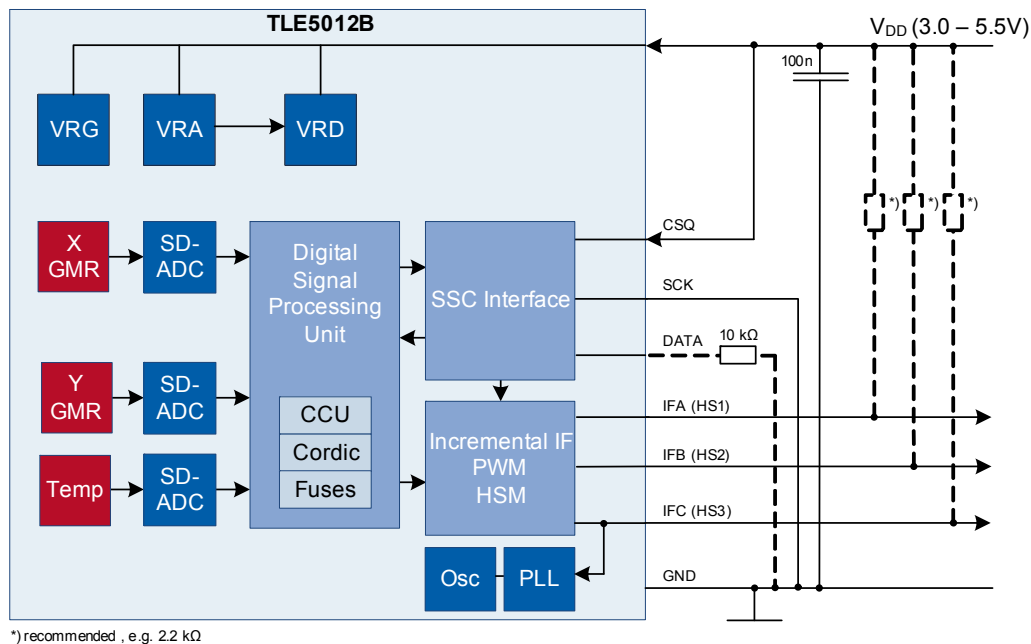 TLE5012B
V_DD (3.0 – 5.5V)
100n
VRG
VRA
VRD
*)
*)
*)
X
GMR
SD-
ADC
Digital
Signal
Processing
Unit
SSC Interface
CSQ
SCK
DATA
10 kΩ
Y
GMR
SD-
ADC
CCU
Cordic
Fuses
Incremental IF
PWM
HSM
IFA (HS1)
IFB (HS2)
IFC (HS3)
Temp
SD-
ADC
Osc
PLL
GND
*) recommended , e.g. 2.2 kΩ